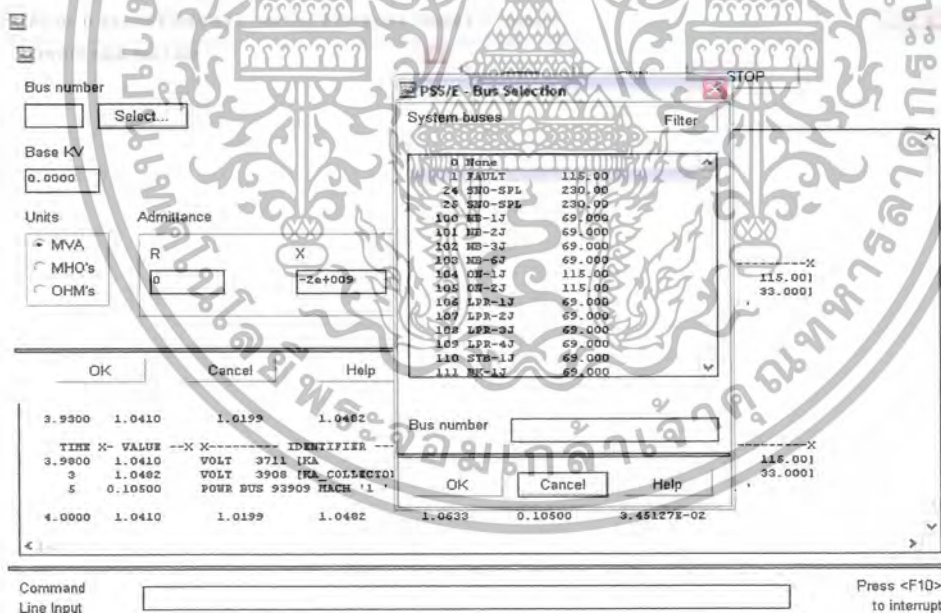 STOP
Bus number
Select...
Base KV
0.0000
Units
MVA
MHO's
OHM's
Admittance
R
X
0
-2e+009
OK
Cancel
Help
PSS/E - Bus Selection
System buses
Filter
0 None
1 FAULT 115.00
24 SNO-SPL 230.00
25 SNO-SPL 230.00
100 NB-1J 69.000
101 NB-2J 69.000
102 NB-3J 69.000
103 NB-6J 69.000
104 ON-1J 115.00
105 ON-2J 115.00
106 LPR-1J 69.000
107 LPR-2J 69.000
108 LPR-3J 69.000
109 LPR-4J 69.000
110 STB-1J 69.000
111 BK-1J 69.000
Bus number
OK
Cancel
Help
----------X
115.00]
33.000]
,
3.9300 1.0410 1.0199 1.0482
TIME X- VALUE --X X---------- IDENTIFIER --
----------X
3.9800 1.0410 VOLT 3711 [KA
115.00]
3 1.0482 VOLT 3908 [KA_COLLECTO
33.000]
5 0.10500 POWR BUS 93909 MACH '1 '
,
4.0000 1.0410 1.0199 1.0482 1.0633 0.10500 3.45127E-02
Command
Line Input
Press <F10>
to interrupt